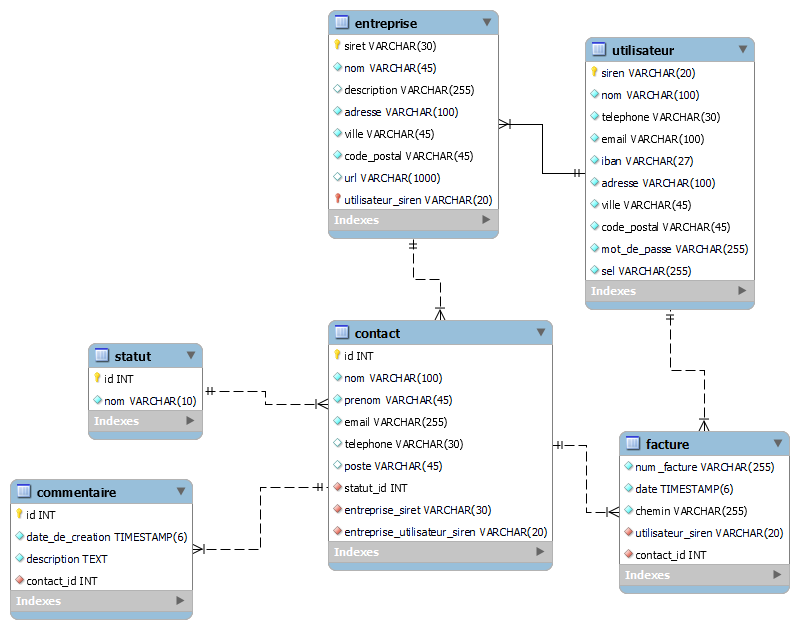 entreprise
siret VARCHAR(30)
nom VARCHAR(45)
description VARCHAR(255)
adresse VARCHAR(100)
ville VARCHAR(45)
code_postal VARCHAR(45)
url VARCHAR(1000)
utilisateur_siren VARCHAR(20)
Indexes
utilisateur
siren VARCHAR(20)
nom VARCHAR(100)
telephone VARCHAR(30)
email VARCHAR(100)
iban VARCHAR(27)
adresse VARCHAR(100)
ville VARCHAR(45)
code_postal VARCHAR(45)
mot_de_passe VARCHAR(255)
sel VARCHAR(255)
Indexes
statut
id INT
nom VARCHAR(10)
Indexes
contact
id INT
nom VARCHAR(100)
prenom VARCHAR(45)
email VARCHAR(255)
telephone VARCHAR(30)
poste VARCHAR(45)
statut_id INT
entreprise_siret VARCHAR(30)
entreprise_utilisateur_siren VARCHAR(20)
Indexes
commentaire
id INT
date_de_creation TIMESTAMP(6)
description TEXT
contact_id INT
Indexes
facture
num _facture VARCHAR(255)
date TIMESTAMP(6)
chemin VARCHAR(255)
utilisateur_siren VARCHAR(20)
contact_id INT
Indexes